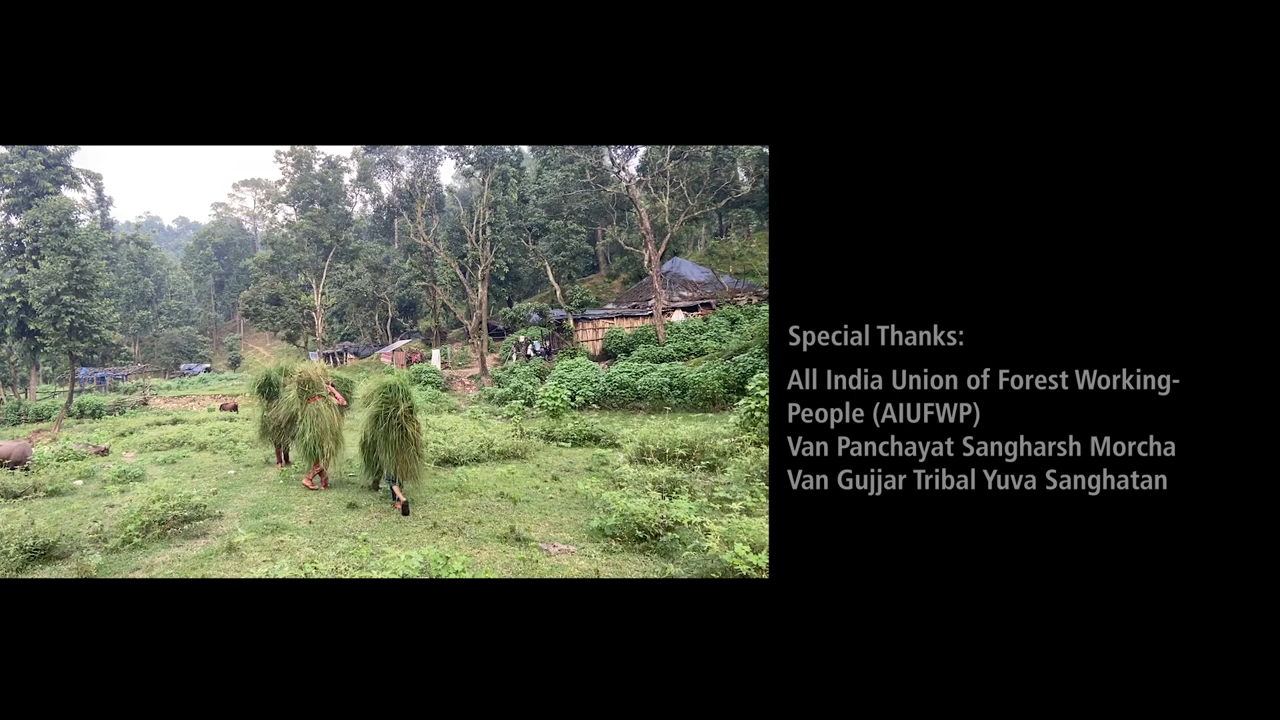 Special Thanks:
All India Union of Forest Working-
People (AIUFWP)
Van Panchayat Sangharsh Morcha
Van Gujjar Tribal Yuva Sanghatan